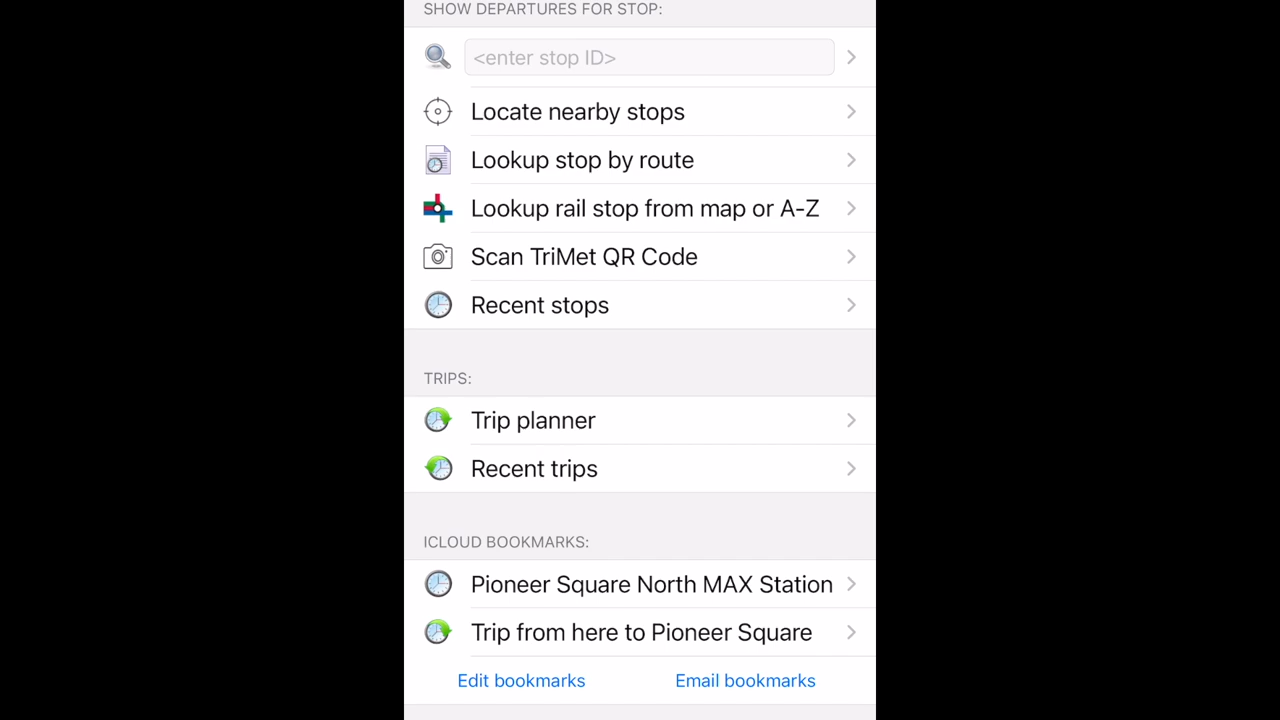 SHOW DEPARTURES FOR STOP:
<enter stop ID>
Locate nearby stops
Lookup stop by route
Lookup rail stop from map or A-Z
Scan TriMet QR Code
Recent stops
TRIPS:
Trip planner
Recent trips
ICLOUD BOOKMARKS:
Pioneer Square North MAX Station
Trip from here to Pioneer Square
Edit bookmarks Email bookmarks